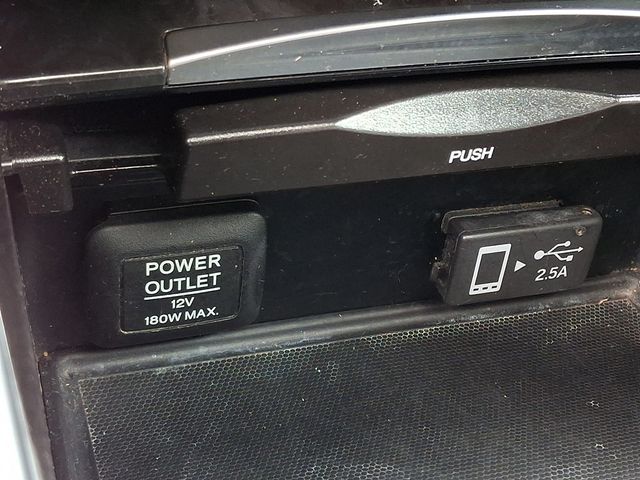 PUSH
POWER
OUTLET
12V
180W MAX.
2.5A